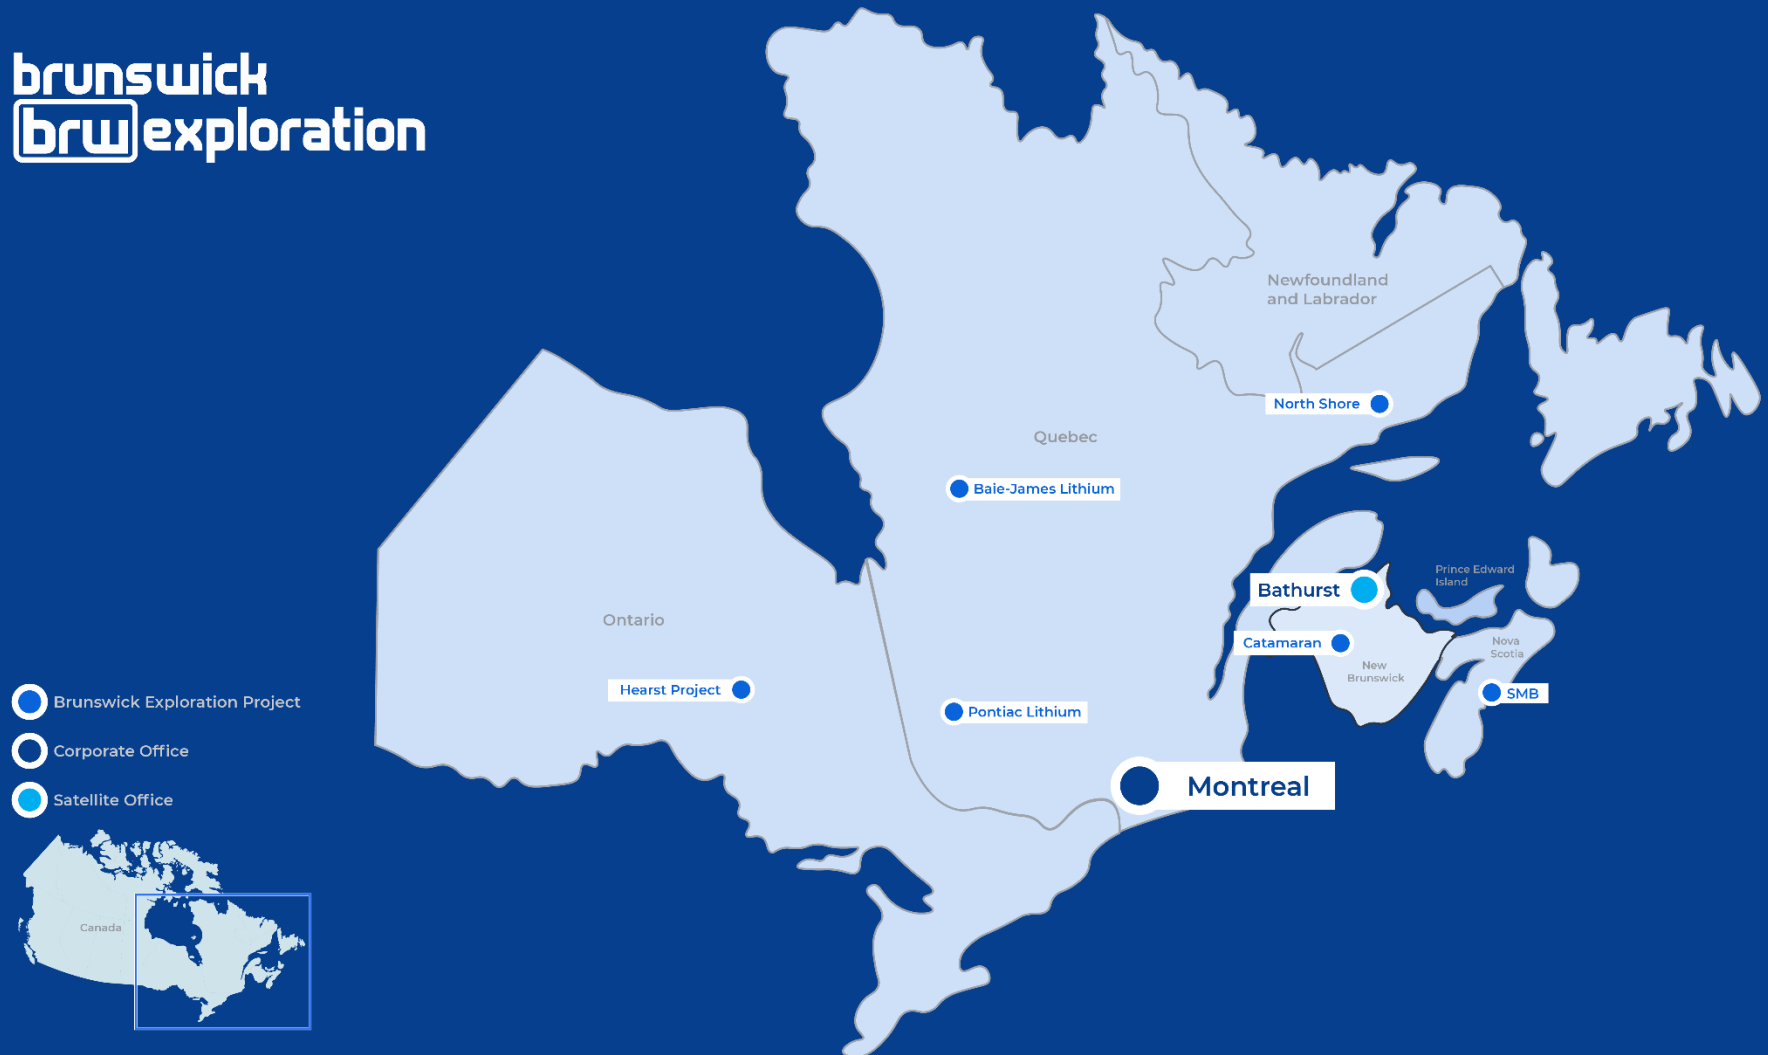 brunswick
brw exploration
Newfoundland
and Labrador
North Shore
Quebec
Baie-James Lithium
Prince Edward
Island
Bathurst
Ontario
Catamaran
Nova
Scotia
New
Brunswick
Hearst Project
SMB
Pontiac Lithium
Montreal
Brunswick Exploration Project
Corporate Office
Satellite Office
Canada